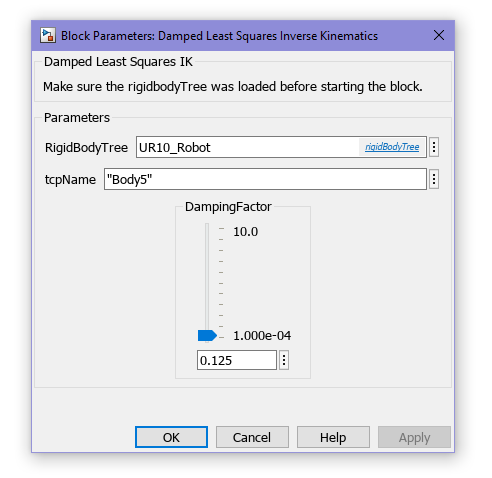 Block Parameters: Damped Least Squares Inverse Kinematics
Damped Least Squares IK
Make sure the rigidbodyTree was loaded before starting the block.
Parameters
RigidBodyTree UR10_Robot rigidBodyTree
tcpName "Body5"
DampingFactor
10.0
1.000e-04
0.125
OK Cancel Help Apply